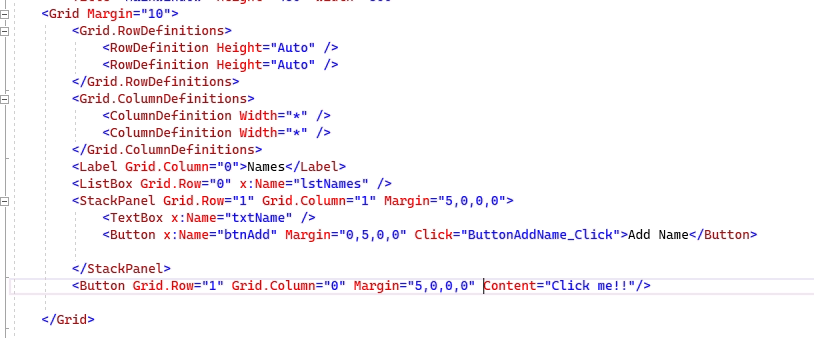 <Grid Margin="10">
<Grid.RowDefinitions>
<RowDefinition Height="Auto" />
<RowDefinition Height="Auto" />
</Grid.RowDefinitions>
<Grid.ColumnDefinitions>
<ColumnDefinition Width="*" />
<ColumnDefinition Width="*" />
</Grid.ColumnDefinitions>
<Label Grid.Column="0">Names</Label>
<ListBox Grid.Row="0" x:Name="lstNames" />
<StackPanel Grid.Row="1" Grid.Column="1" Margin="5,0,0,0">
<TextBox x:Name="txtName" />
<Button x:Name="btnAdd" Margin="0,5,0,0" Click="ButtonAddName_Click">Add Name</Button>
</StackPanel>
<Button Grid.Row="1" Grid.Column="0" Margin="5,0,0,0" Content="Click me!!"/>
</Grid>